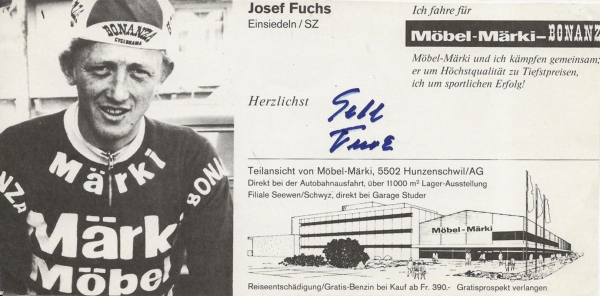 BONANZA
CYCLORAMA
Märki
BONANZA
Märki
Möbel
Josef Fuchs
Einsiedeln / SZ
Ich fahre für
Möbel-Märki-BONANZ
Möbel-Märki und ich kämpfen gemeinsam;
er um Höchstqualität zu Tiefstpreisen,
ich um sportlichen Erfolg!
Herzlichst
Teilansicht von Möbel-Märki, 5502 Hunzenschwil/AG
Direkt bei der Autobahnausfahrt, über 11000 m² Lager-Ausstellung
Filiale Seewen/Schwyz, direkt bei Garage Studer
Möbel-Märki
Reiseentschädigung/Gratis-Benzin bei Kauf ab Fr. 390.- Gratisprospekt verlangen.